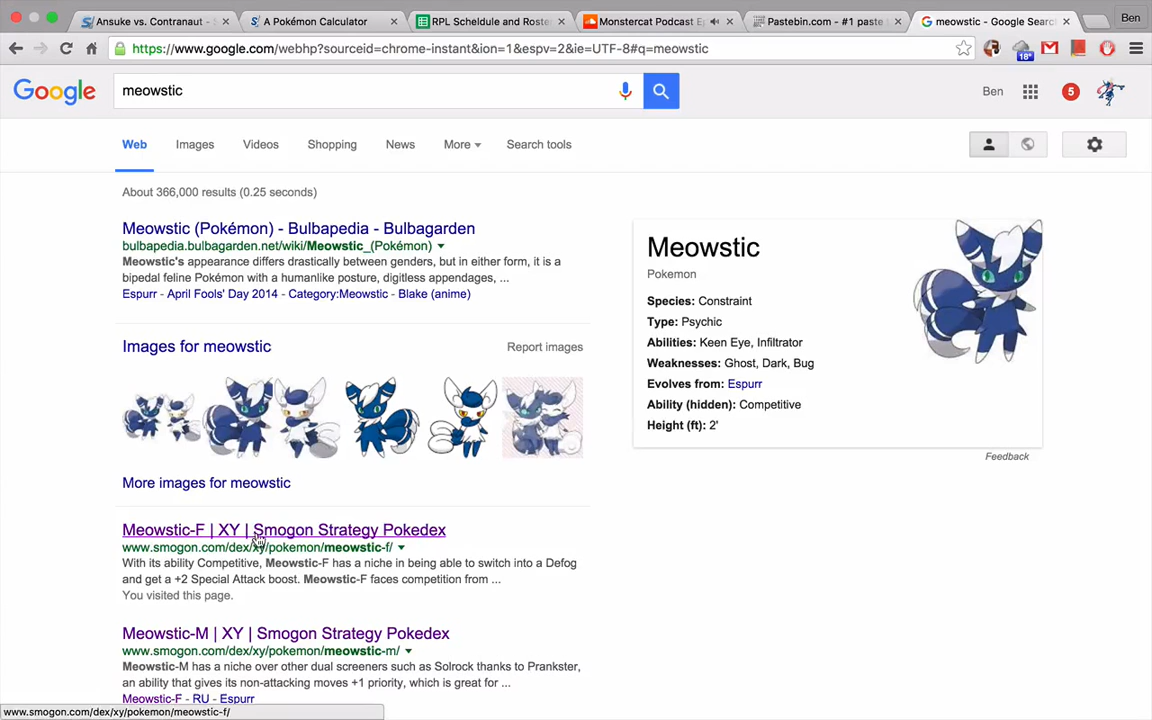 Ansuke vs. Contranaut - S
A Pokémon Calculator
RPL Scheldule and Roster
Monstercat Podcast E
Pastebin.com - #1 paste
meowstic - Google Search
Ben
https://www.google.com/webhp?sourceid=chrome-instant&ion=1&espv=2&ie=UTF-8#q=meowstic
18°
Google
meowstic
Ben
5
Web
Images
Videos
Shopping
News
More
Search tools
About 366,000 results (0.25 seconds)
Meowstic (Pokémon) - Bulbapedia - Bulbagarden
bulbapedia.bulbagarden.net/wiki/Meowstic_(Pokémon)
Meowstic's appearance differs drastically between genders, but in either form, it is a
bipedal feline Pokémon with a humanlike posture, digitless appendages, ...
Espurr - April Fools' Day 2014 - Category:Meowstic - Blake (anime)
Images for meowstic
Report images
More images for meowstic
Meowstic-F | XY | Smogon Strategy Pokedex
www.smogon.com/dex/xy/pokemon/meowstic-f/
With its ability Competitive, Meowstic-F has a niche in being able to switch into a Defog
and get a +2 Special Attack boost. Meowstic-F faces competition from ...
You visited this page.
Meowstic-M | XY | Smogon Strategy Pokedex
www.smogon.com/dex/xy/pokemon/meowstic-m/
Meowstic-M has a niche over other dual screeners such as Solrock thanks to Prankster,
an ability that gives its non-attacking moves +1 priority, which is great for ...
Meowstic-F - RU - Espurr
Meowstic
Pokemon
Species: Constraint
Type: Psychic
Abilities: Keen Eye, Infiltrator
Weaknesses: Ghost, Dark, Bug
Evolves from: Espurr
Ability (hidden): Competitive
Height (ft): 2'
Feedback
www.smogon.com/dex/xy/pokemon/meowstic-f/